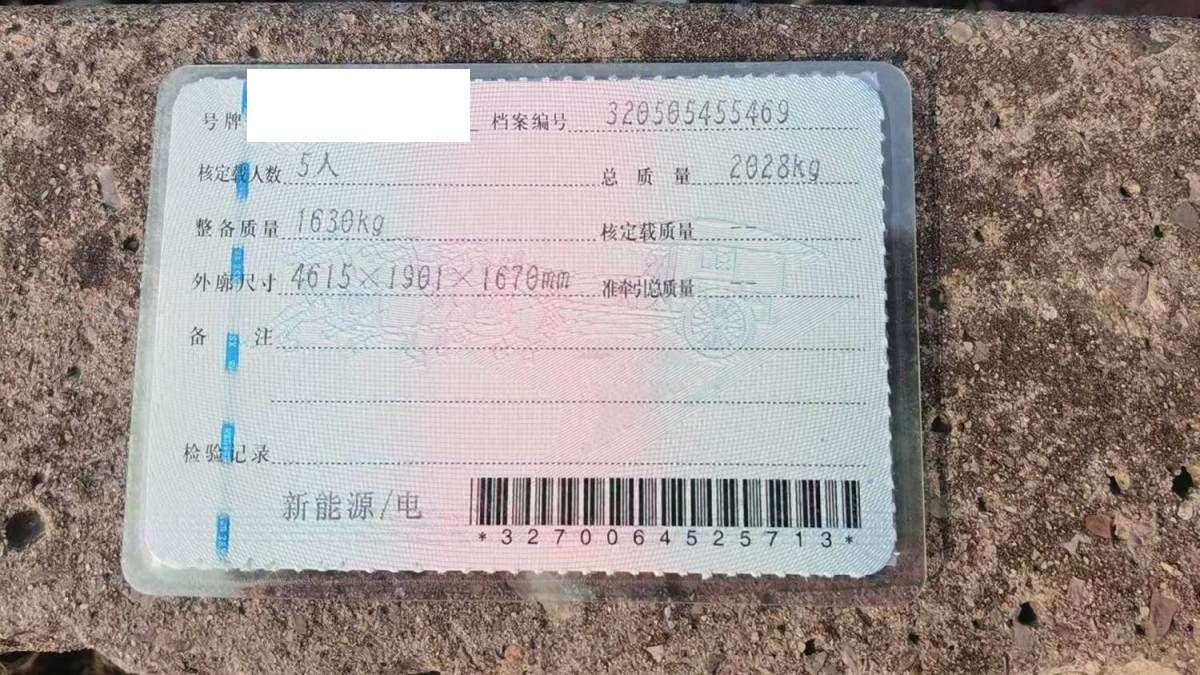 号牌 档案编号 320505455469
核定载人数 5人 总质量 2028kg
整备质量 1630kg 核定载质量 --
外廓尺寸 4615×1901×1670mm 准牵引总质量 --
备注
检验记录
新能源/电
*3270064525713*